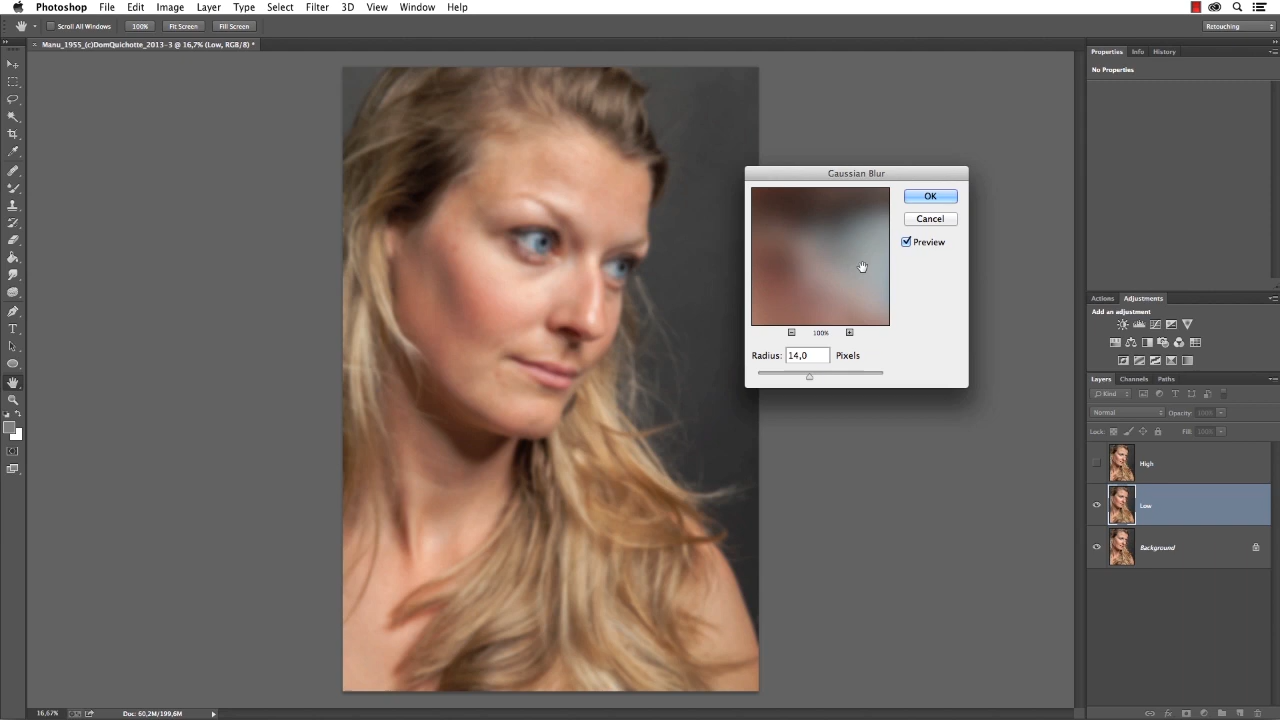 Photoshop File Edit Image Layer Type Select Filter 3D View Window Help
Scroll All Windows 100% Fit Screen Fill Screen Retouching
× Manu_1955_(c)DomQuichotte_2013-3 @ 16,7% (Low, RGB/8) *
Properties Info History
No Properties
Gaussian Blur
OK
Cancel
Preview
100%
Radius: 14,0 Pixels
Actions Adjustments
Add an adjustment
Layers Channels Paths
Kind
Normal Opacity: 100%
Lock: Fill: 100%
High
Low
Background
16,67% Doc: 60,2M/199,6M